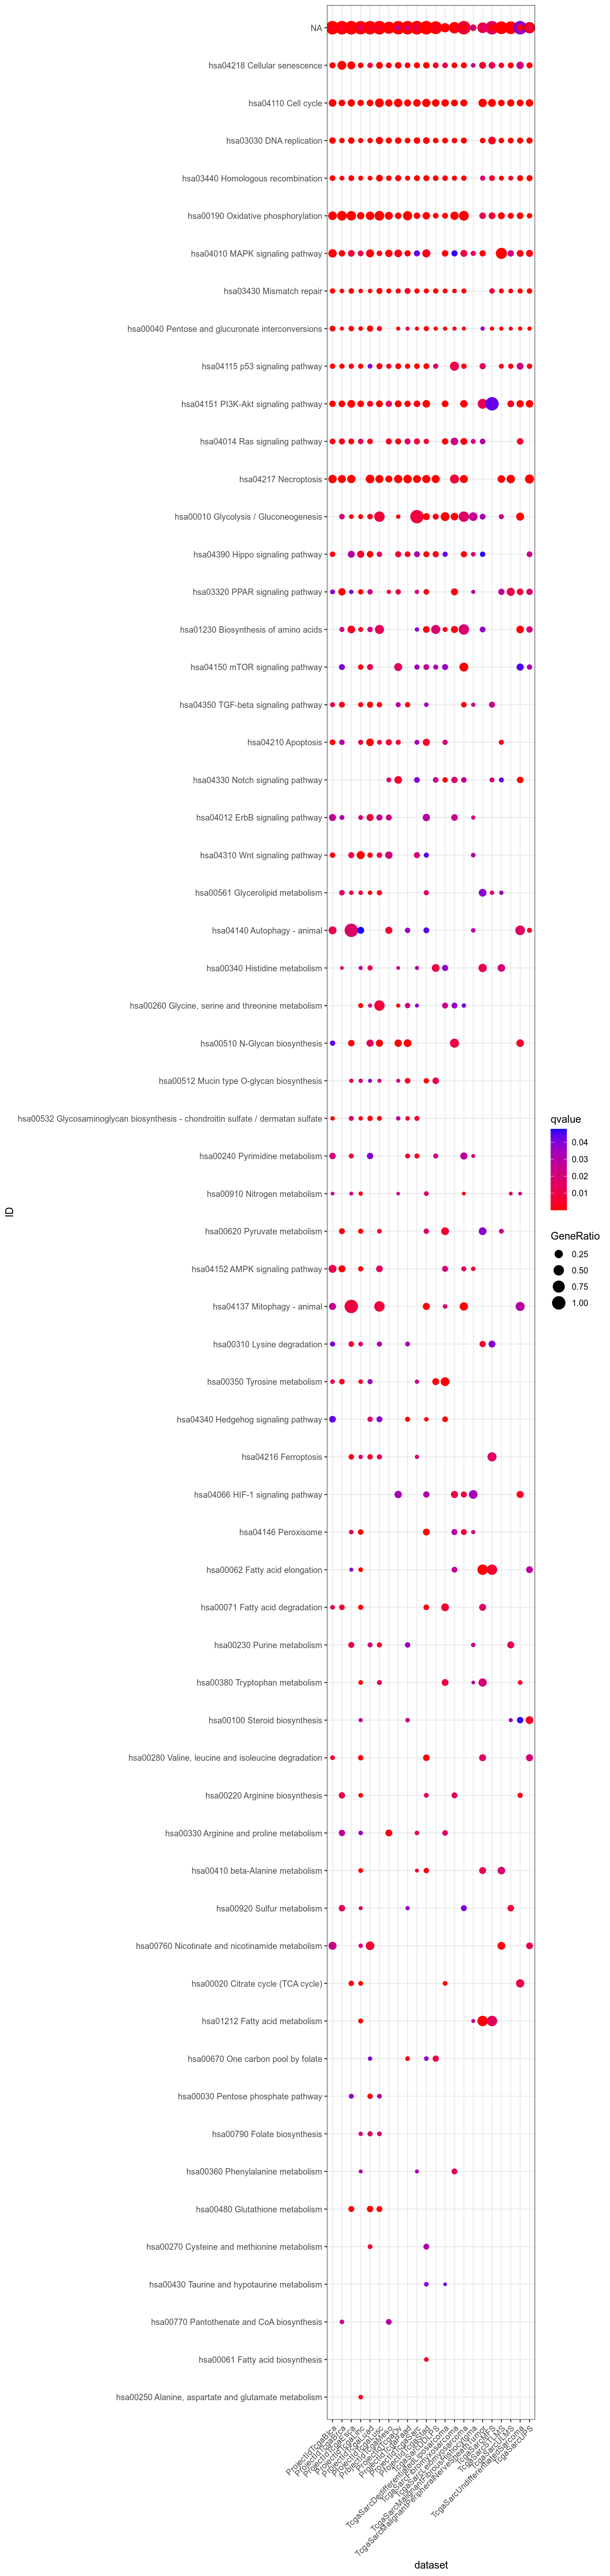 NA
hsa04218 Cellular senescence
hsa04110 Cell cycle
hsa03030 DNA replication
hsa03440 Homologous recombination
hsa00190 Oxidative phosphorylation
hsa04010 MAPK signaling pathway
hsa03430 Mismatch repair
hsa00040 Pentose and glucuronate interconversions
hsa04115 p53 signaling pathway
hsa04151 PI3K-Akt signaling pathway
hsa04014 Ras signaling pathway
hsa04217 Necroptosis
hsa00010 Glycolysis / Gluconeogenesis
hsa04390 Hippo signaling pathway
hsa03320 PPAR signaling pathway
hsa01230 Biosynthesis of amino acids
hsa04150 mTOR signaling pathway
hsa04350 TGF-beta signaling pathway
hsa04210 Apoptosis
hsa04330 Notch signaling pathway
hsa04012 ErbB signaling pathway
hsa04310 Wnt signaling pathway
hsa00561 Glycerolipid metabolism
hsa04140 Autophagy - animal
hsa00340 Histidine metabolism
hsa00260 Glycine, serine and threonine metabolism
hsa00510 N-Glycan biosynthesis
hsa00512 Mucin type O-glycan biosynthesis
hsa00532 Glycosaminoglycan biosynthesis - chondroitin sulfate / dermatan sulfate
hsa00240 Pyrimidine metabolism
hsa00910 Nitrogen metabolism
hsa00620 Pyruvate metabolism
hsa04152 AMPK signaling pathway
hsa04137 Mitophagy - animal
hsa00310 Lysine degradation
hsa00350 Tyrosine metabolism
hsa04340 Hedgehog signaling pathway
hsa04216 Ferroptosis
hsa04066 HIF-1 signaling pathway
hsa04146 Peroxisome
hsa00062 Fatty acid elongation
hsa00071 Fatty acid degradation
hsa00230 Purine metabolism
hsa00380 Tryptophan metabolism
hsa00100 Steroid biosynthesis
hsa00280 Valine, leucine and isoleucine degradation
hsa00220 Arginine biosynthesis
hsa00330 Arginine and proline metabolism
hsa00410 beta-Alanine metabolism
hsa00920 Sulfur metabolism
hsa00760 Nicotinate and nicotinamide metabolism
hsa00020 Citrate cycle (TCA cycle)
hsa01212 Fatty acid metabolism
hsa00670 One carbon pool by folate
hsa00030 Pentose phosphate pathway
hsa00790 Folate biosynthesis
hsa00360 Phenylalanine metabolism
hsa00480 Glutathione metabolism
hsa00270 Cysteine and methionine metabolism
hsa00430 Taurine and hypotaurine metabolism
hsa00770 Pantothenate and CoA biosynthesis
hsa00061 Fatty acid biosynthesis
hsa00250 Alanine, aspartate and glutamate metabolism
ID
ProjectIdTcgaBlca
TcgaSarcMalignantPeripheralNerveSheathTumor
TcgaSarcUndifferentiatedSarcoma
TcgaSarcUPS
dataset
qvalue
0.04
0.03
0.02
0.01
GeneRatio
0.25
0.50
0.75
1.00